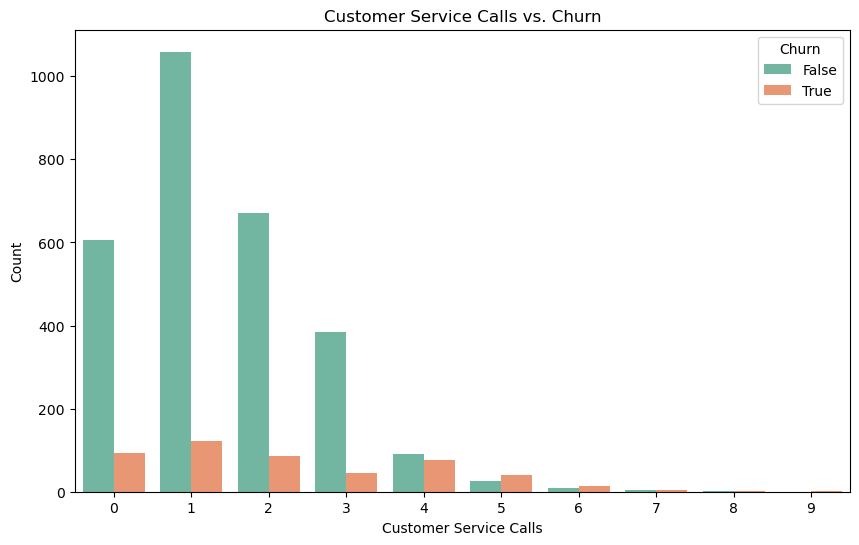 Customer Service Calls vs. Churn
Churn
False
True
Count
1000
800
600
400
200
0
0 1 2 3 4 5 6 7 8 9
Customer Service Calls